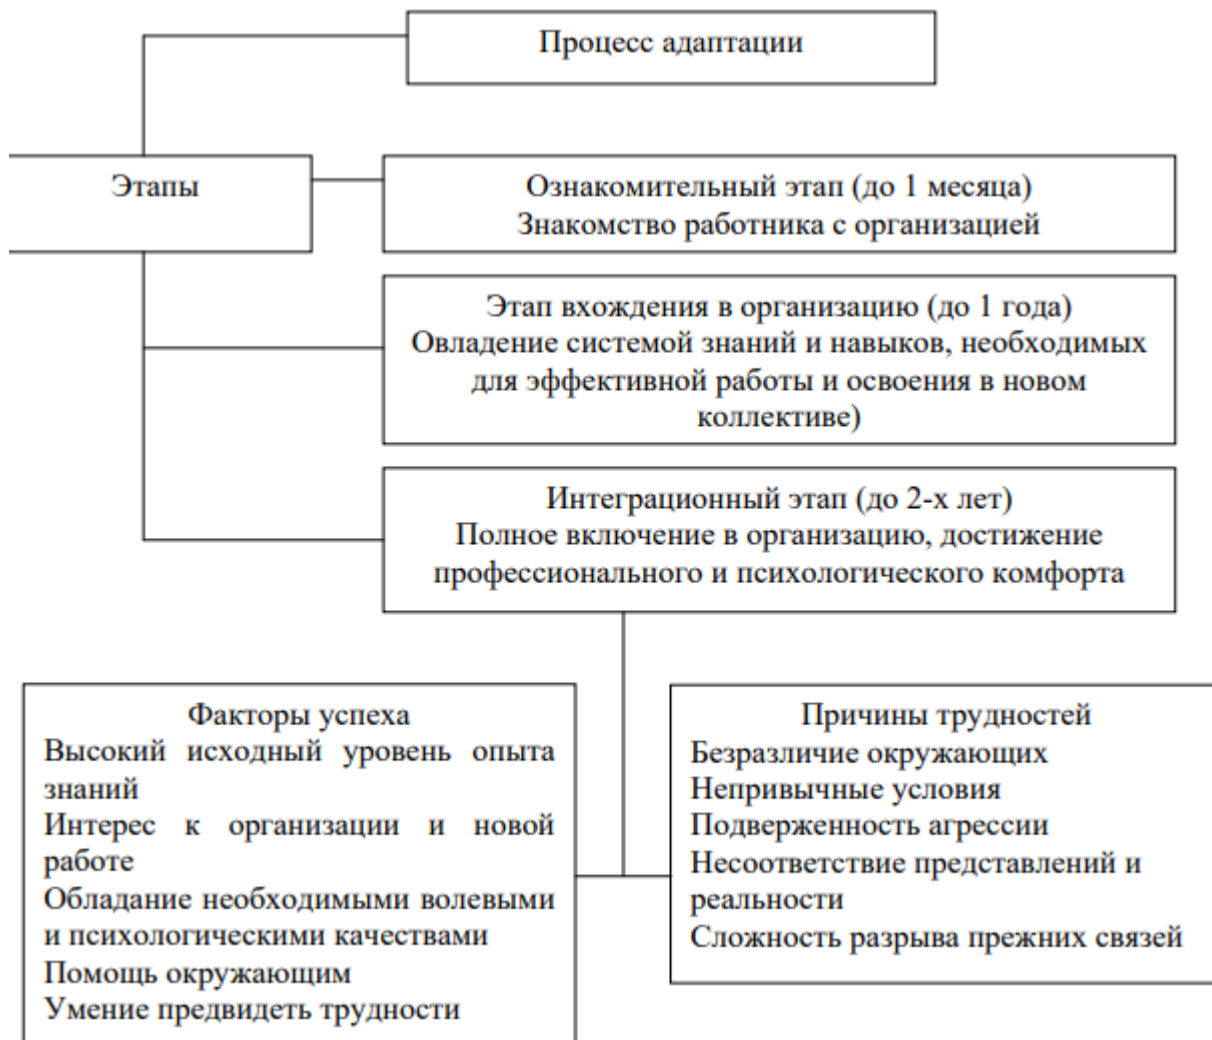 Процесс адаптации
Этапы
Ознакомительный этап (до 1 месяца)
Знакомство работника с организацией
Этап вхождения в организацию (до 1 года)
Овладение системой знаний и навыков, необходимых
для эффективной работы и освоения в новом
коллективе)
Интеграционный этап (до 2-х лет)
Полное включение в организацию, достижение
профессионального и психологического комфорта
Факторы успеха
Высокий исходный уровень опыта
знаний
Интерес к организации и новой
работе
Обладание необходимыми волевыми
и психологическими качествами
Помощь окружающим
Умение предвидеть трудности
Причины трудностей
Безразличие окружающих
Непривычные условия
Подверженность агрессии
Несоответствие представлений и
реальности
Сложность разрыва прежних связей